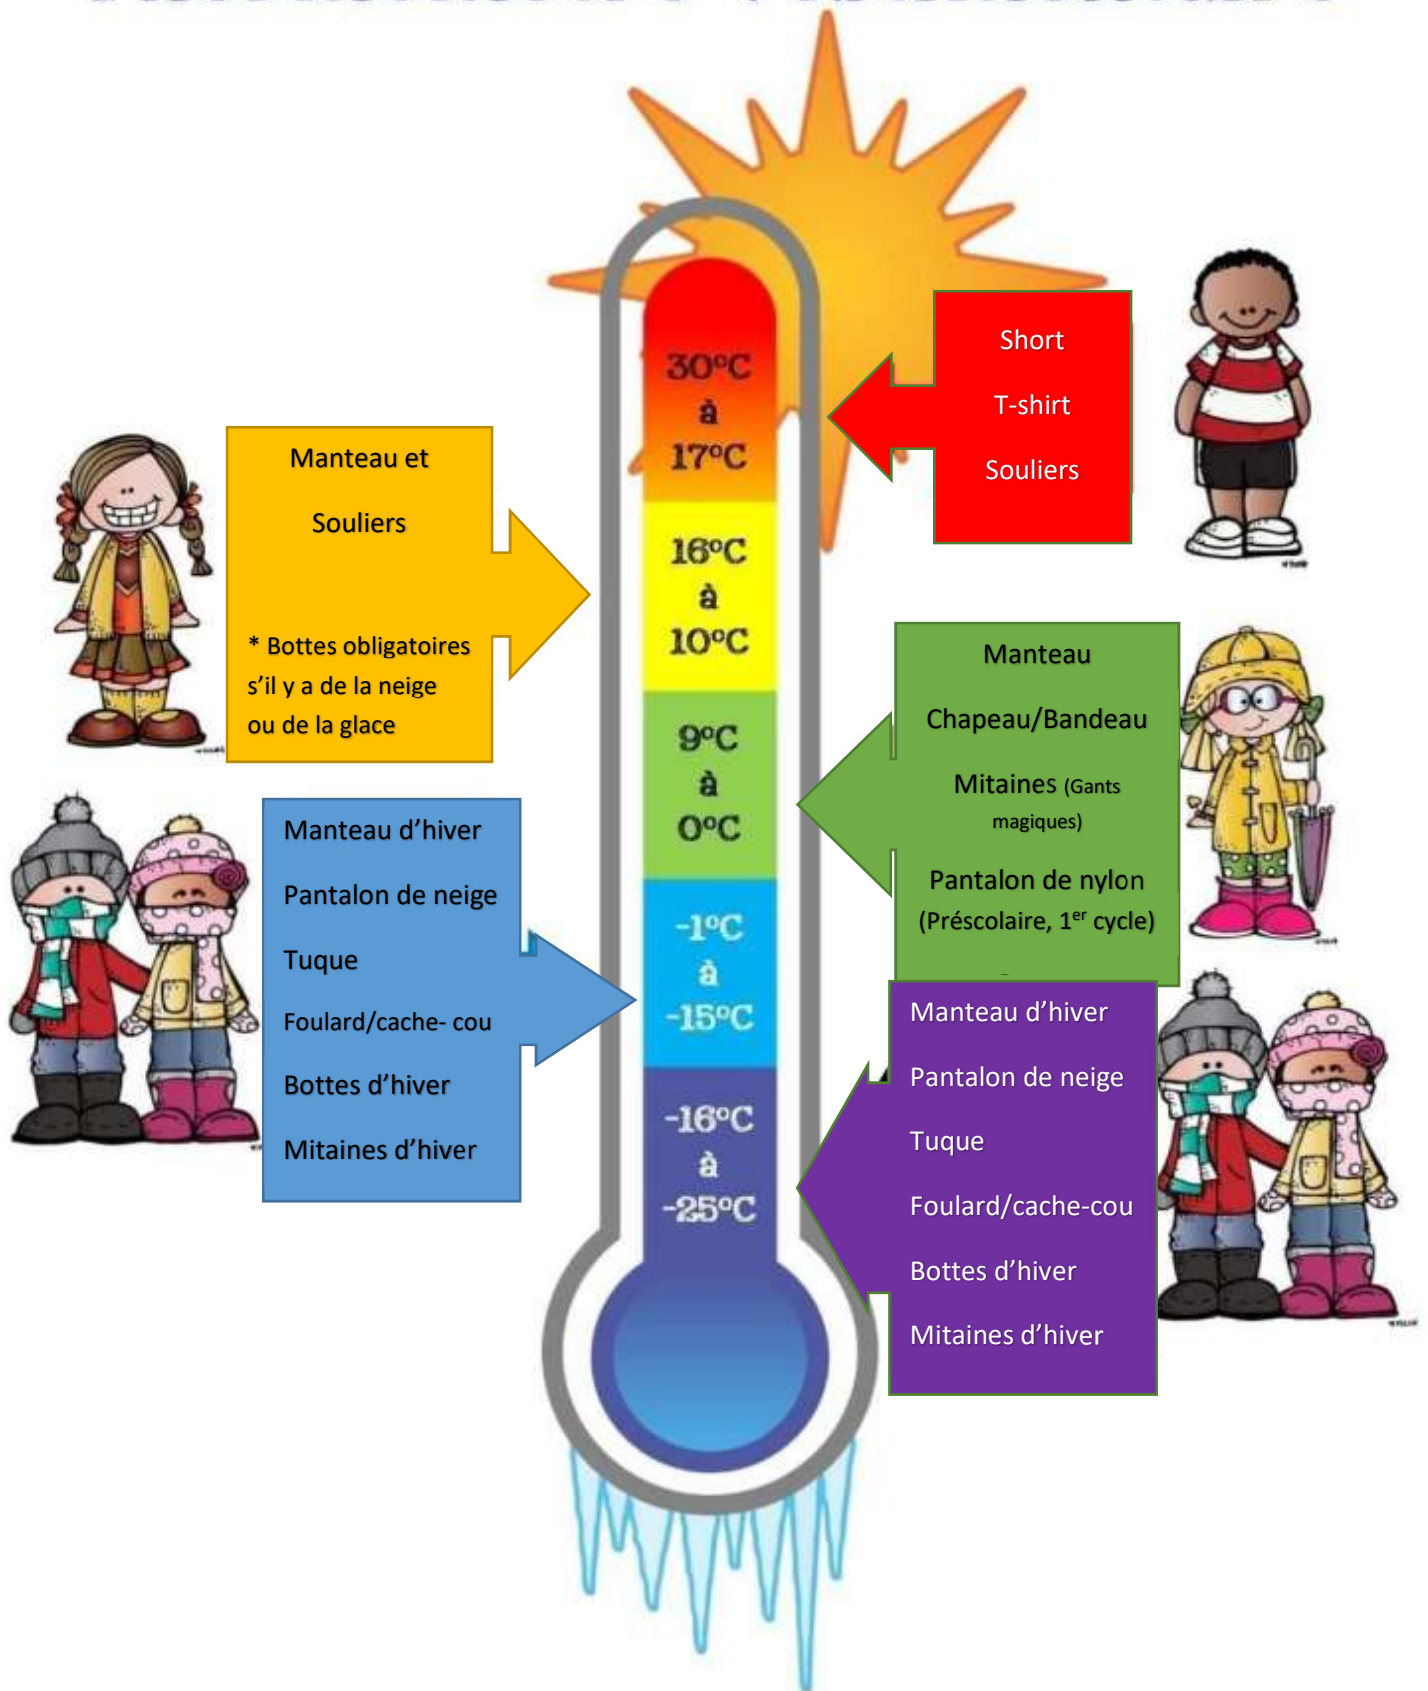 30°C
à
17°C
16°C
à
10°C
9°C
à
0°C
-1°C
à
-15°C
-16°C
à
-25°C
Short
T-shirt
Souliers
Manteau et
Souliers
* Bottes obligatoires
s’il y a de la neige
ou de la glace
Manteau
Chapeau/Bandeau
Mitaines (Gants
magiques)
Pantalon de nylon
(Préscolaire, 1er cycle)
Manteau d’hiver
Pantalon de neige
Tuque
Foulard/cache- cou
Bottes d’hiver
Mitaines d’hiver
Manteau d’hiver
Pantalon de neige
Tuque
Foulard/cache-cou
Bottes d’hiver
Mitaines d’hiver